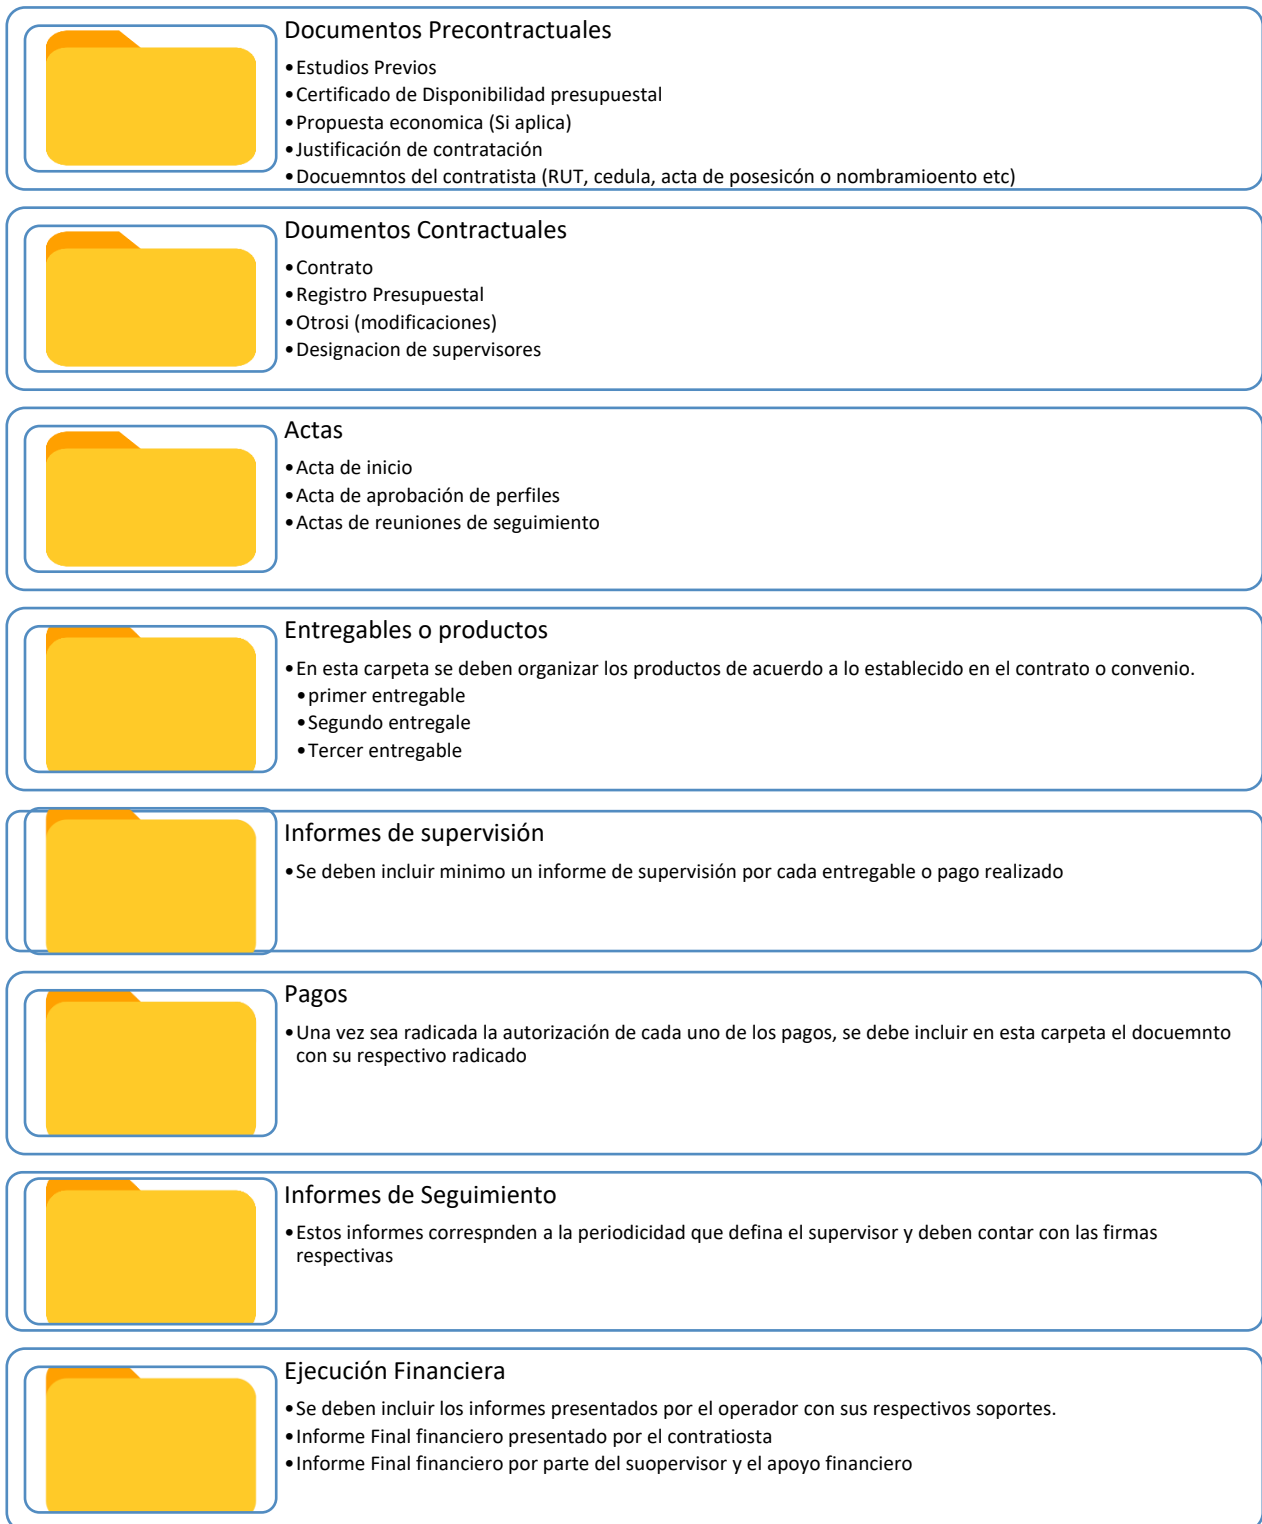 Documentos Precontractuales
•Estudios Previos
•Certificado de Disponibilidad presupuestal
•Propuesta economica (Si aplica)
•Justificación de contratación
•Docuemntos del contratista (RUT, cedula, acta de posesicón o nombramioento etc)
Doumentos Contractuales
•Contrato
•Registro Presupuestal
•Otrosi (modificaciones)
•Designacion de supervisores
Actas
•Acta de inicio
•Acta de aprobación de perfiles
•Actas de reuniones de seguimiento
Entregables o productos
•En esta carpeta se deben organizar los productos de acuerdo a lo establecido en el contrato o convenio.
•primer entregable
•Segundo entregale
•Tercer entregable
Informes de supervisión
•Se deben incluir minimo un informe de supervisión por cada entregable o pago realizado
Pagos
•Una vez sea radicada la autorización de cada uno de los pagos, se debe incluir en esta carpeta el docuemnto
con su respectivo radicado
Informes de Seguimiento
•Estos informes correspnden a la periodicidad que defina el supervisor y deben contar con las firmas
respectivas
Ejecución Financiera
•Se deben incluir los informes presentados por el operador con sus respectivos soportes.
•Informe Final financiero presentado por el contratiosta
•Informe Final financiero por parte del suopervisor y el apoyo financiero